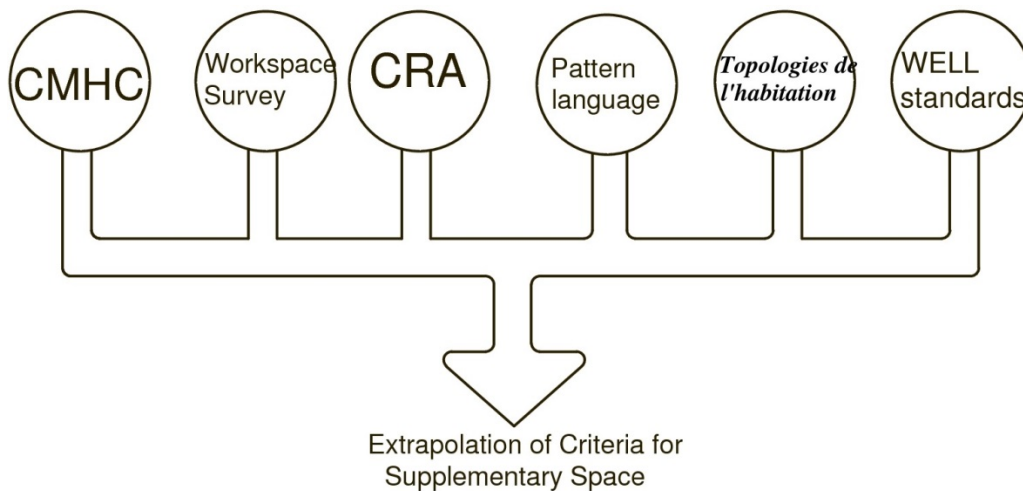 CMHC
Workspace
Survey
CRA
Pattern
language
Topologies de
l'habitation
WELL
standards
Extrapolation of Criteria for
Supplementary Space